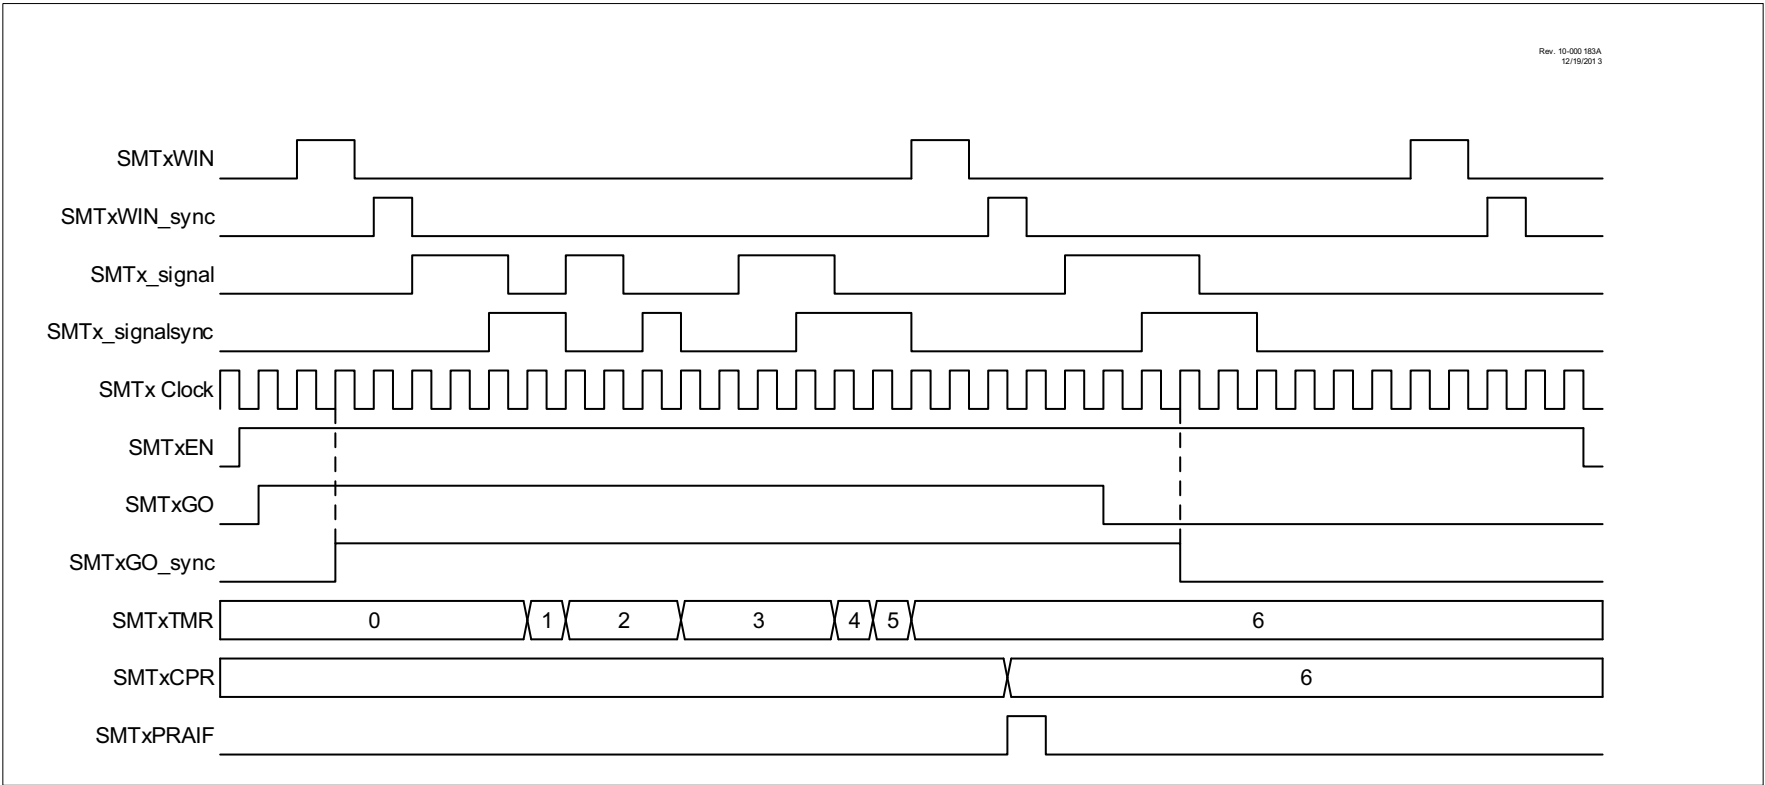 Rev. 10-000 183A
12/19/201 3
SMTxWIN
SMTxWIN_sync
SMTx_signal
SMTx_signalsync
SMTx Clock
SMTxEN
SMTxGO
SMTxGO_sync
SMTxTMR 0 1 2 3 4 5 6
SMTxCPR 6
SMTxPRAIF